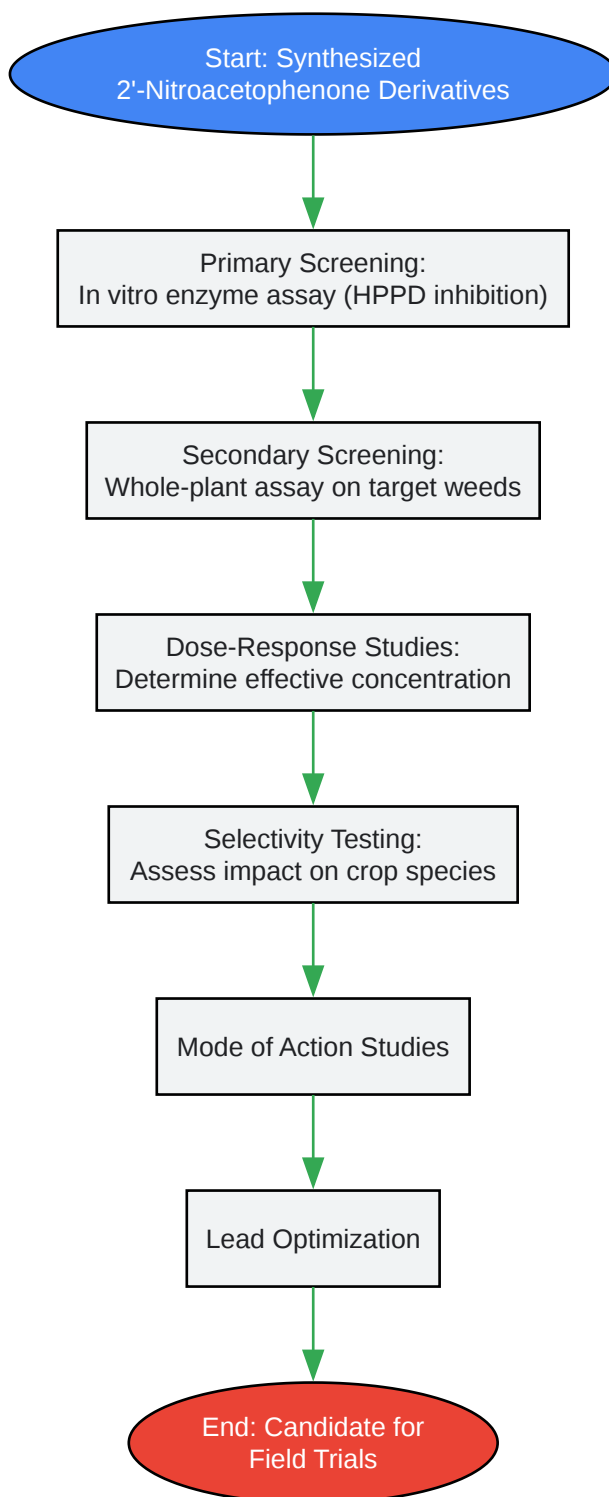 Start: Synthesized
2'-Nitroacetophenone Derivatives
Primary Screening:
In vitro enzyme assay (HPPD inhibition)
Secondary Screening:
Whole-plant assay on target weeds
Dose-Response Studies:
Determine effective concentration
Selectivity Testing:
Assess impact on crop species
Mode of Action Studies
Lead Optimization
End: Candidate for
Field Trials